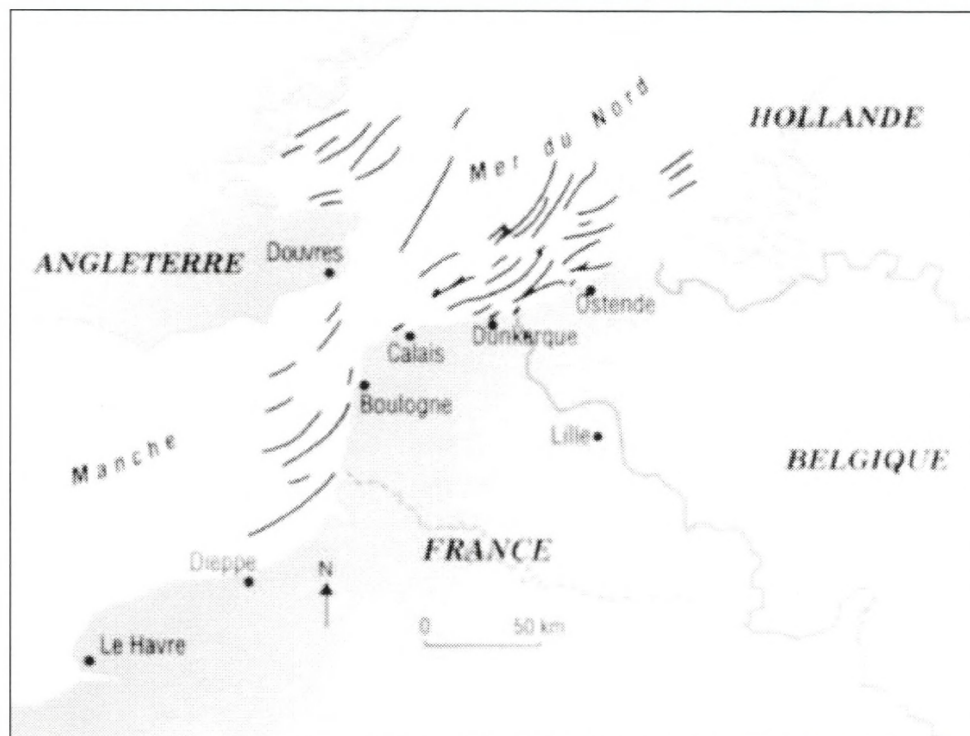 Mer du Nord
HOLLANDE
ANGLETERRE
Douvres
Ostende
Dunkerque
Calais
Boulogne
Lille
Manche
BELGIQUE
FRANCE
Dieppe
N
0 50 km
Le Havre